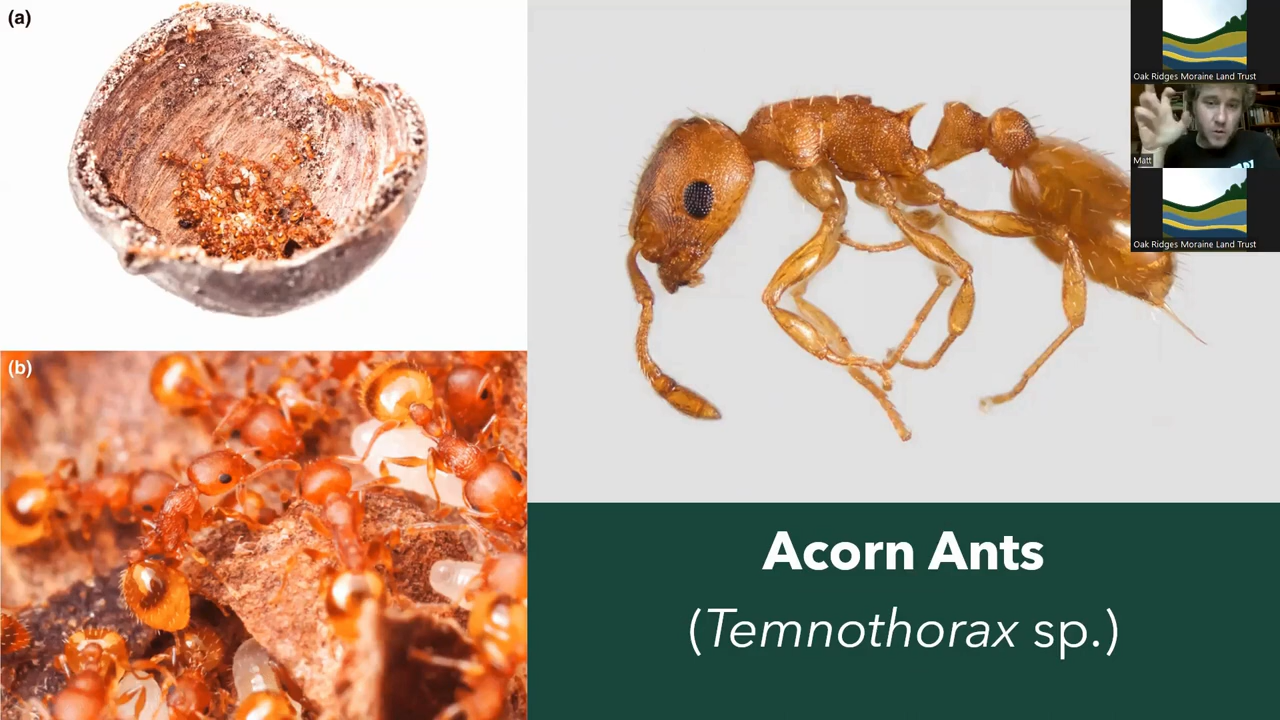 (a)
(b)
Acorn Ants
(Temnothorax sp.)
Oak Ridges Moraine Land Trust
Matt
Oak Ridges Moraine Land Trust